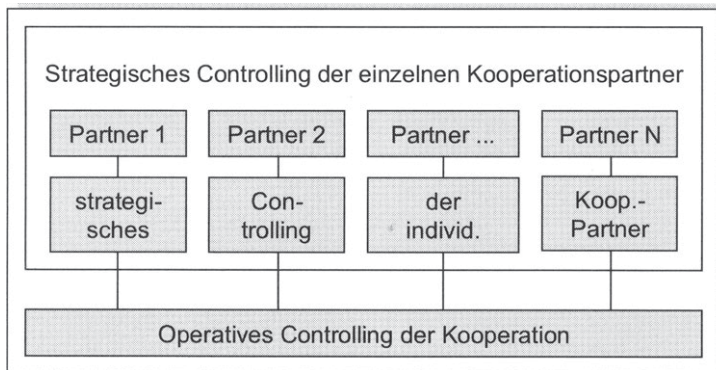 Strategisches Controlling der einzelnen Kooperationspartner
Partner 1
Partner 2
Partner ...
Partner N
strategi-
sches
Con-
trolling
der
individ.
Koop.-
Partner
Operatives Controlling der Kooperation